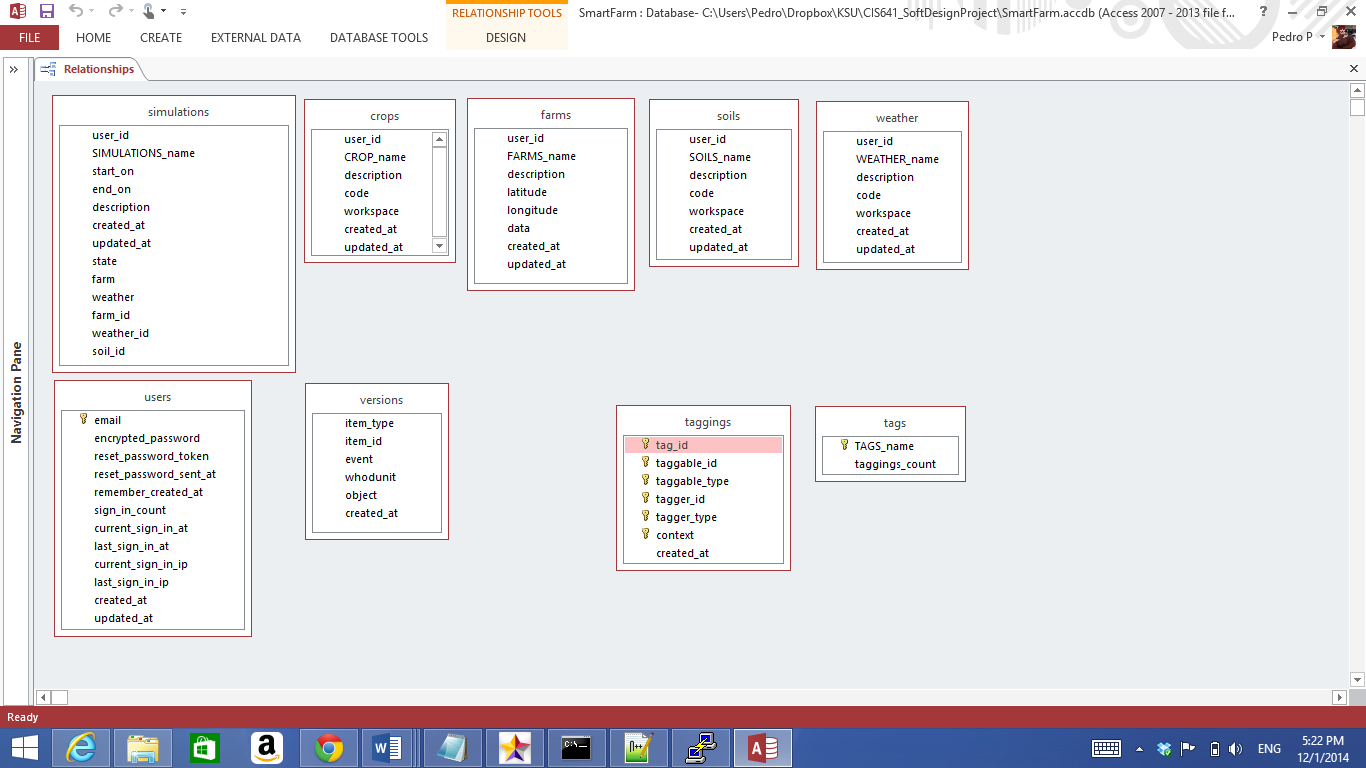 RELATIONSHIP TOOLS
SmartFarm : Database- C:\Users\Pedro\Dropbox\KSU\CIS641_SoftDesignProject\SmartFarm.accdb (Access 2007 - 2013 file f...
FILE
HOME
CREATE
EXTERNAL DATA
DATABASE TOOLS
DESIGN
Pedro P
Relationships
Navigation Pane
simulations
user_id
SIMULATIONS_name
start_on
end_on
description
created_at
updated_at
state
farm
weather
farm_id
weather_id
soil_id
crops
user_id
CROP_name
description
code
workspace
created_at
updated_at
farms
user_id
FARMS_name
description
latitude
longitude
data
created_at
updated_at
soils
user_id
SOILS_name
description
code
workspace
created_at
updated_at
weather
user_id
WEATHER_name
description
code
workspace
created_at
updated_at
users
email
encrypted_password
reset_password_token
reset_password_sent_at
remember_created_at
sign_in_count
current_sign_in_at
last_sign_in_at
current_sign_in_ip
last_sign_in_ip
created_at
updated_at
versions
item_type
item_id
event
whodunit
object
created_at
taggings
tag_id
taggable_id
taggable_type
tagger_id
tagger_type
context
created_at
tags
TAGS_name
taggings_count
Ready
ENG
5:22 PM
12/1/2014